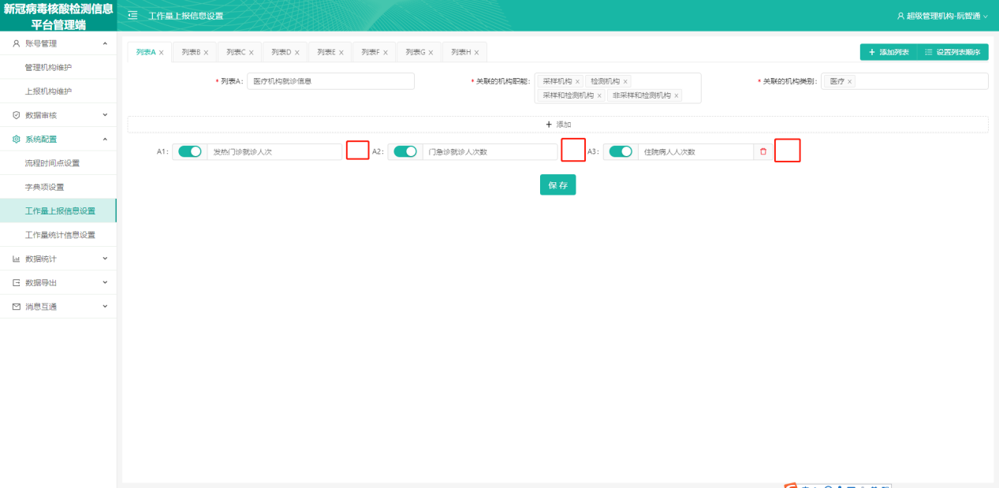 新冠病毒核酸检测信息
平台管理端
工作量上报信息设置
超级管理机构-阮智通
账号管理
管理机构维护
上报机构维护
数据审核
系统配置
流程时间点设置
字典项设置
工作量上报信息设置
工作量统计信息设置
数据统计
数据导出
消息互通
列表A × 列表B × 列表C × 列表D × 列表E × 列表F × 列表G × 列表H ×
+ 添加列表 设置列表顺序
* 列表A: 医疗机构就诊信息
* 关联的机构职能: 采样机构 × 检测机构 ×
采样和检测机构 × 非采样和检测机构 ×
* 关联的机构类别: 医疗 ×
+ 添加
A1: 发热门诊就诊人次 A2: 门急诊就诊人次数 A3: 住院病人人次数
保 存